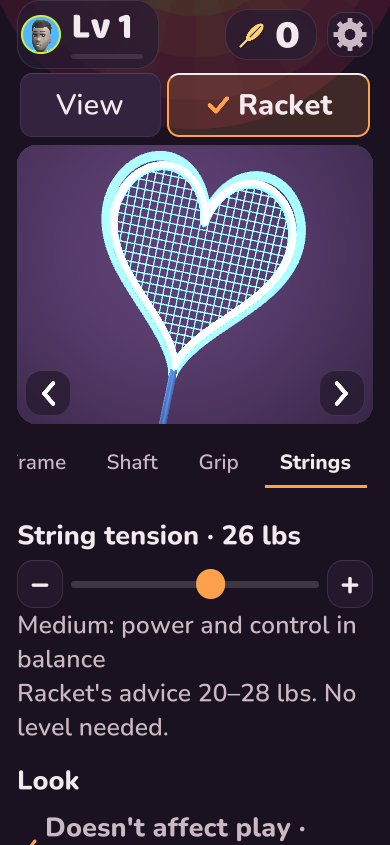 Lv 1
0
View
Racket
rame
Shaft
Grip
Strings
String tension · 26 lbs
Medium: power and control in
balance
Racket's advice 20–28 lbs. No
level needed.
Look
Doesn't affect play ·